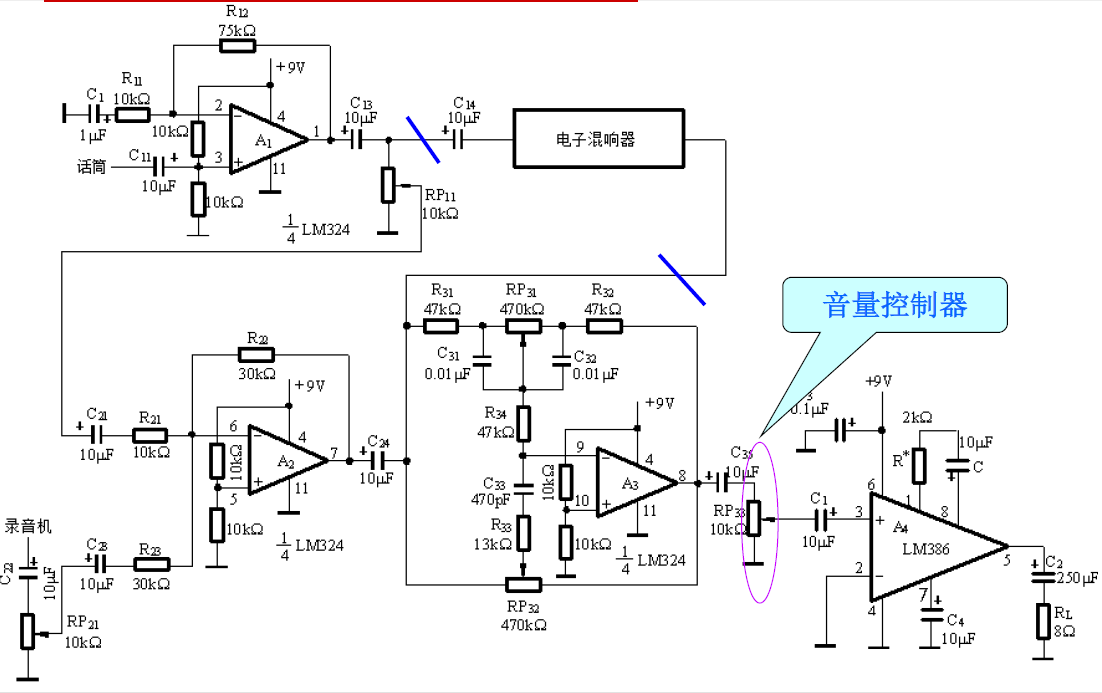 R12
75kΩ
+9V
C1
R11
10kΩ
1μF
10kΩ
2
4
A1
1
3
11
话筒
C11
10μF
10kΩ
1/4 LM324
C13
10μF
C14
10μF
电子混响器
RP11
10kΩ
音量控制器
R31
47kΩ
RP31
470kΩ
R32
47kΩ
C31
0.01μF
C32
0.01μF
R34
47kΩ
+9V
9
4
A3
8
10kΩ
10
11
C33
470pF
R33
13kΩ
10kΩ
1/4 LM324
RP32
470kΩ
R22
30kΩ
+9V
C21
10μF
R21
10kΩ
6
4
10kΩ
A2
7
5
11
C24
10μF
10kΩ
1/4 LM324
录音机
C22
10μF
C23
10μF
R23
30kΩ
RP21
10kΩ
C35
10μF
RP33
10kΩ
+9V
3
0.1μF
2kΩ
R*
10μF
C
C1
10μF
6
1
8
3
A4
LM386
5
2
4
7
C4
10μF
C2
250μF
RL
8Ω